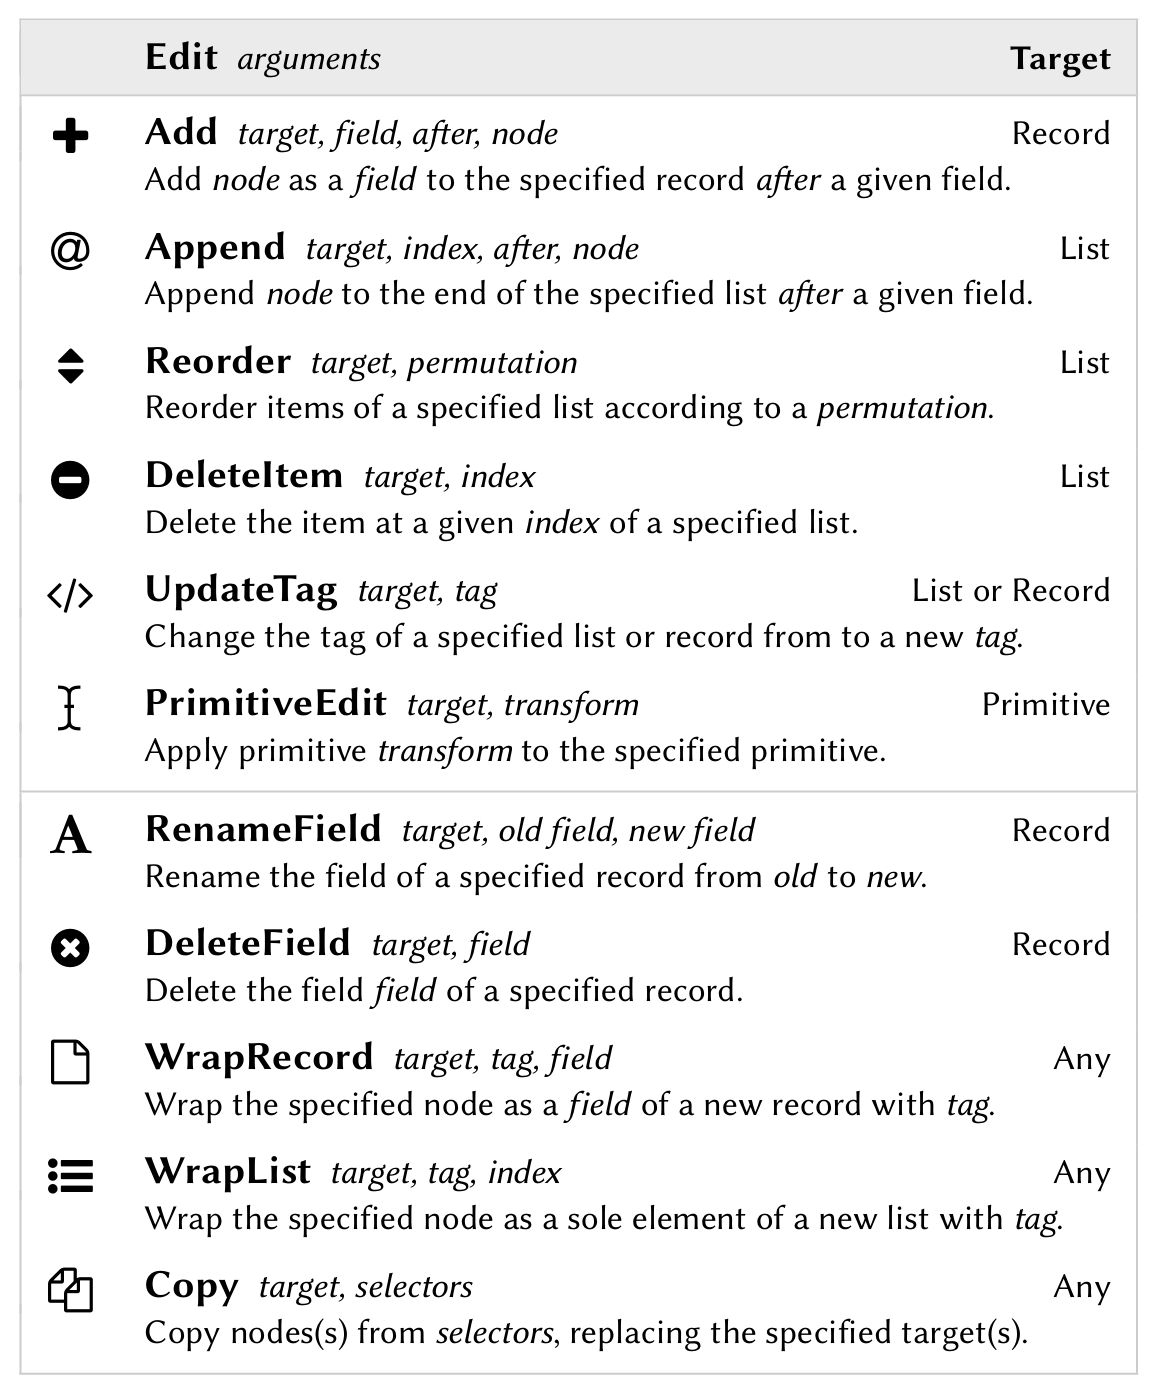 Edit arguments Target
Add target, field, after, node Record
Add node as a field to the specified record after a given field.
@ Append target, index, after, node List
Append node to the end of the specified list after a given field.
Reorder target, permutation List
Reorder items of a specified list according to a permutation.
DeleteItem target, index List
Delete the item at a given index of a specified list.
</> UpdateTag target, tag List or Record
Change the tag of a specified list or record from to a new tag.
PrimitiveEdit target, transform Primitive
Apply primitive transform to the specified primitive.
A RenameField target, old field, new field Record
Rename the field of a specified record from old to new.
DeleteField target, field Record
Delete the field field of a specified record.
WrapRecord target, tag, field Any
Wrap the specified node as a field of a new record with tag.
WrapList target, tag, index Any
Wrap the specified node as a sole element of a new list with tag.
Copy target, selectors Any
Copy nodes(s) from selectors, replacing the specified target(s).